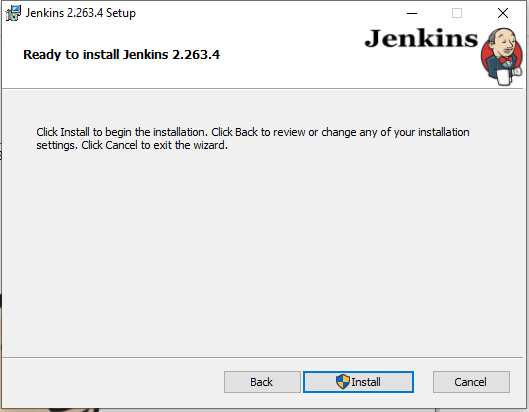 Jenkins 2.263.4 Setup
Ready to install Jenkins 2.263.4
Jenkins
Click Install to begin the installation. Click Back to review or change any of your installation
settings. Click Cancel to exit the wizard.
Back
Install
Cancel